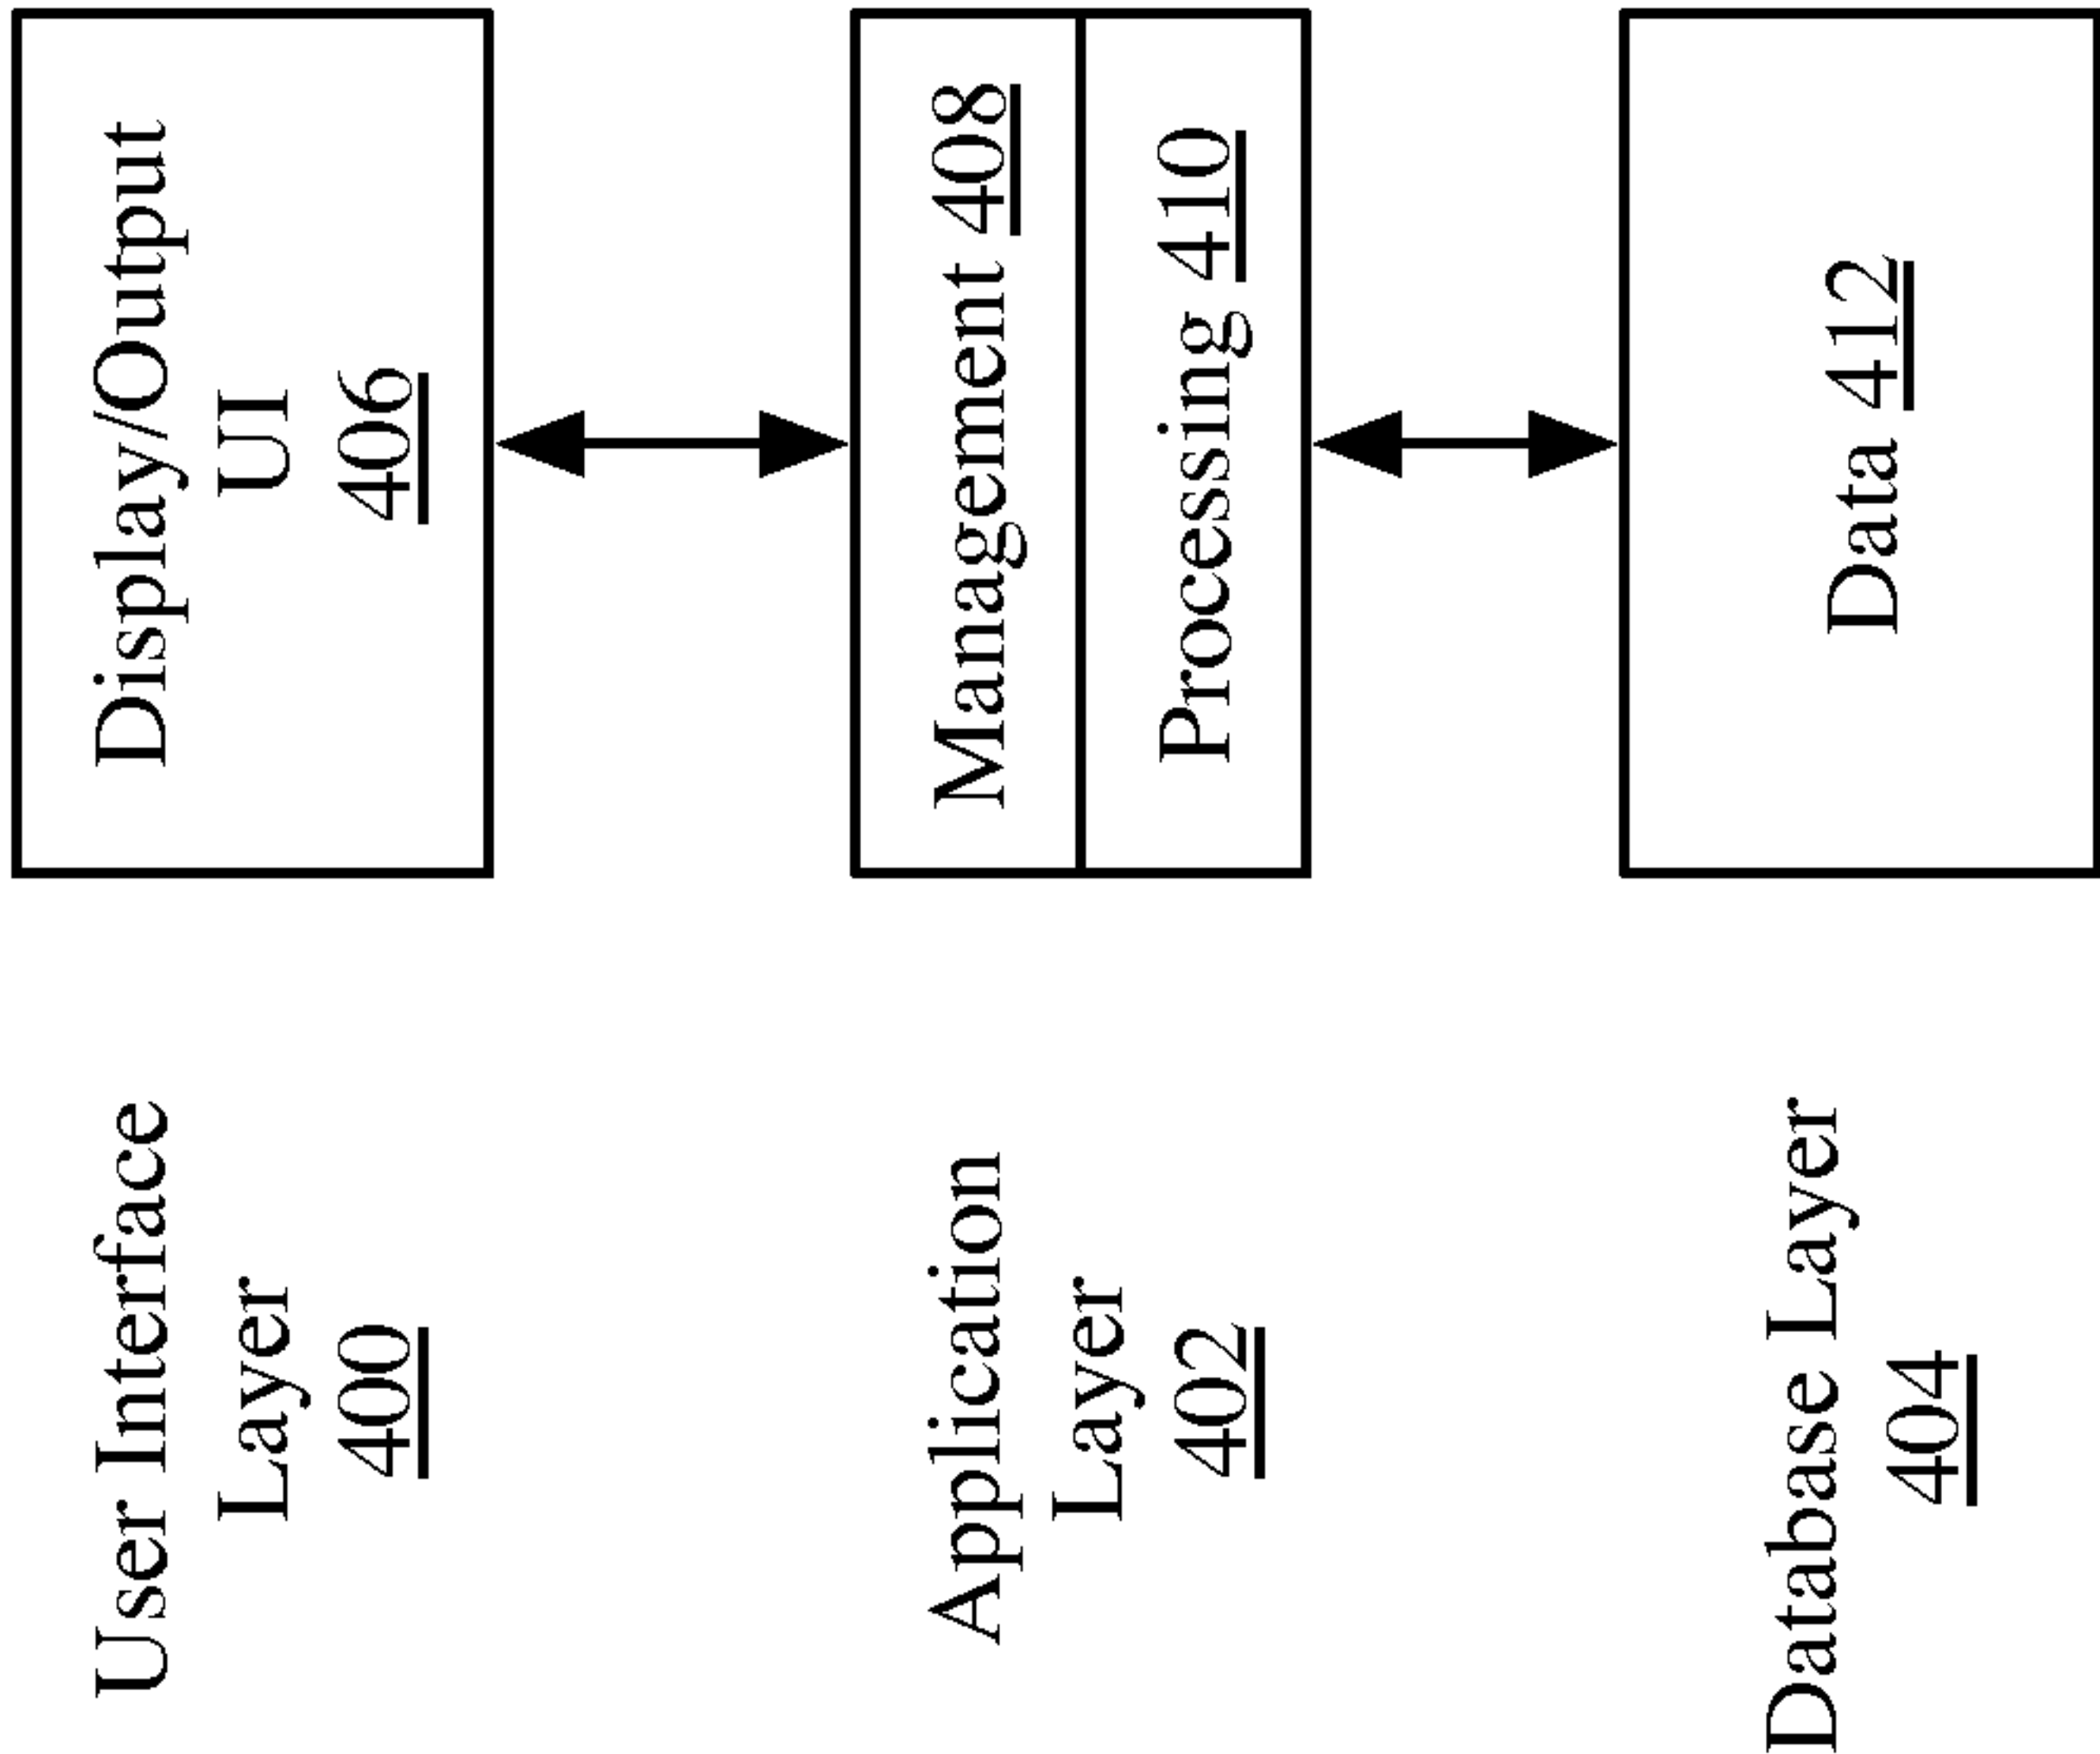 User Interface
Layer
400
Display/Output
UI
406
Application
Layer
402
Management 408
Processing 410
Database Layer
404
Data 412